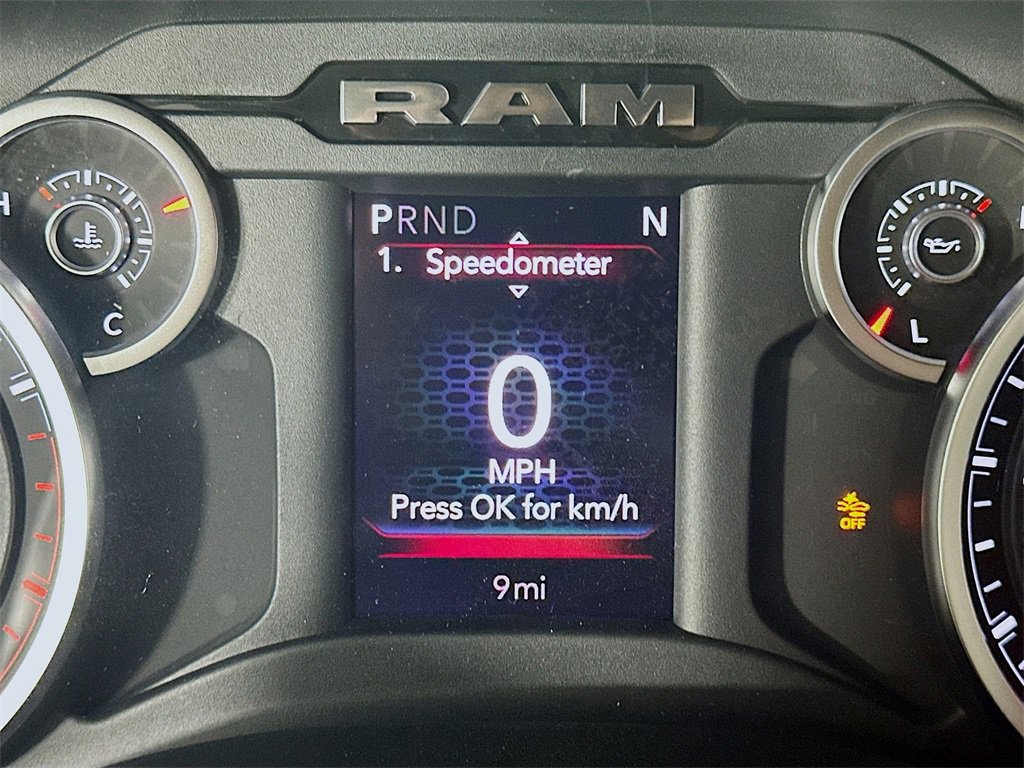 RAM
H
C
PRND N
1. Speedometer
0
MPH
Press OK for km/h
9mi
L
OFF